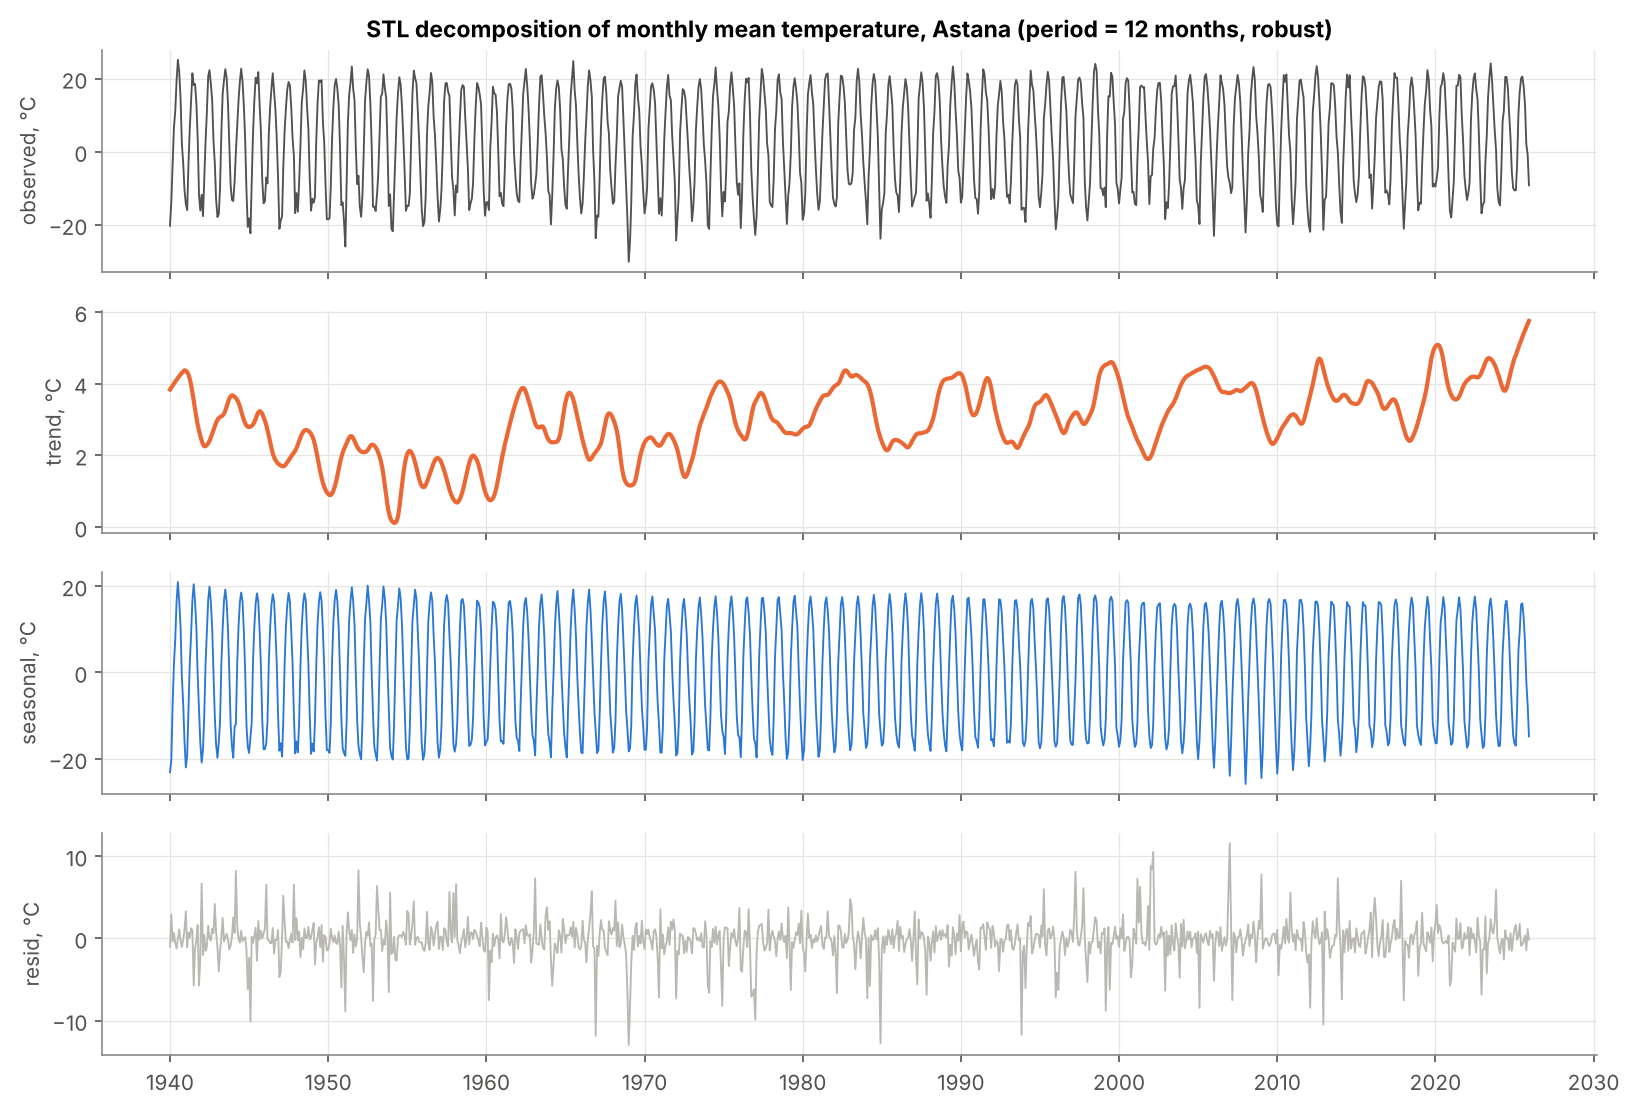 STL decomposition of monthly mean temperature, Astana (period = 12 months, robust)
observed, °C
20
0
−20
trend, °C
6
4
2
0
seasonal, °C
20
0
−20
resid, °C
10
0
−10
1940 1950 1960 1970 1980 1990 2000 2010 2020 2030